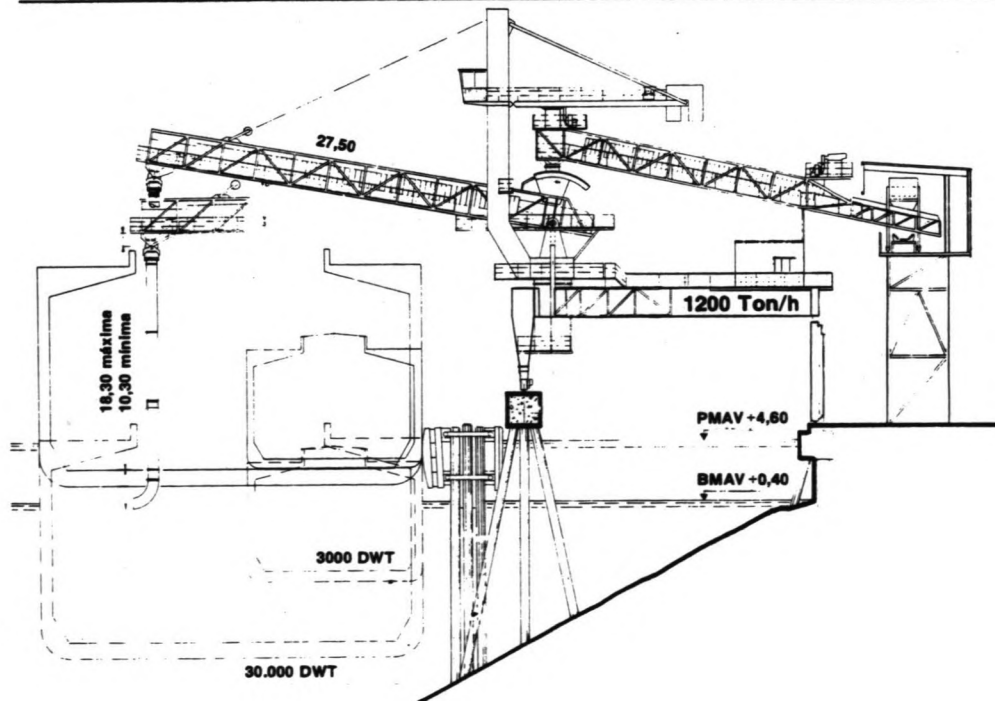 27,50
1200 Ton/h
18,30 máxima
10,30 mínima
PMAV +4,60
BMAV +0,40
3000 DWT
30.000 DWT